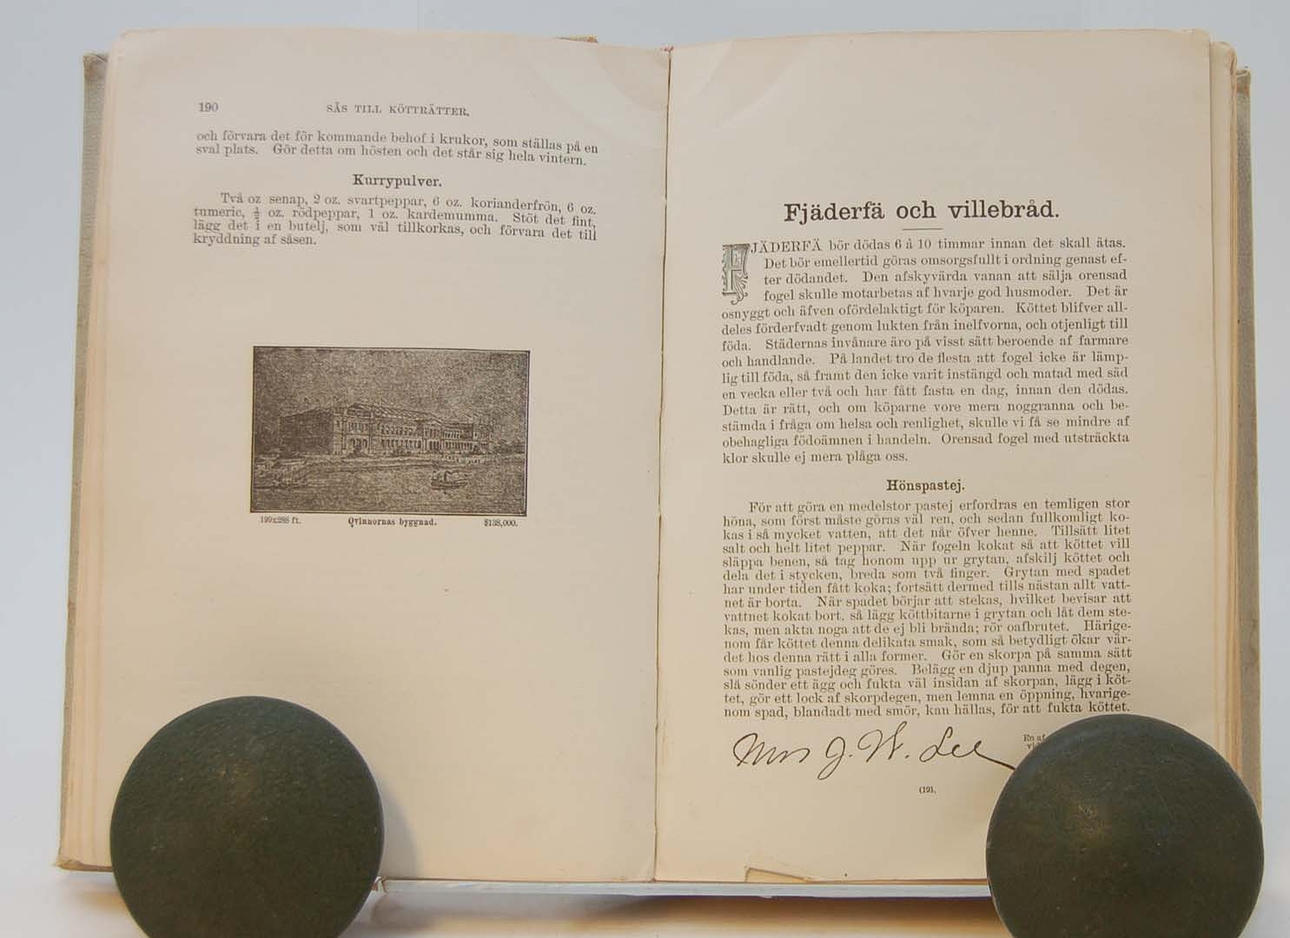 190
SÅS TILL KÖTTRÄTTER.
och förvara det för kommande behof i krukor, som ställas på en
sval plats. Gör detta om hösten och det står sig hela vintern.
Kurrypulver.
Två oz senap, 2 oz. svartpeppar, 6 oz. korianderfrön, 6 oz.
tumeric, ½ oz. rödpeppar, 1 oz. kardemumma. Stöt det fint,
lägg det i en butelj, som väl tillkorkas, och förvara det till
kryddning af såsen.
199x288 ft. Qvinnornas byggnad. $138,000.
Fjäderfä och villebråd.
FJÄDERFÄ bör dödas 6 à 10 timmar innan det skall ätas.
Det bör emellertid göras omsorgsfullt i ordning genast ef-
ter dödandet. Den afskyvärda vanan att sälja orensad
fogel skulle motarbetas af hvarje god husmoder. Det är
osnyggt och äfven ofördelaktigt för köparen. Köttet blifver all-
deles förderfvadt genom lukten från inelfvorna, och otjenligt till
föda. Städernas invånare äro på visst sätt beroende af farmare
och handlande. På landet tro de flesta att fogel icke är lämp-
lig till föda, så framt den icke varit instängd och matad med säd
en vecka eller två och har fått fasta en dag, innan den dödas.
Detta är rätt, och om köparne vore mera noggranna och be-
stämda i fråga om helsa och renlighet, skulle vi få se mindre af
obehagliga födoämnen i handeln. Orensad fogel med utsträckta
klor skulle ej mera plåga oss.
Hönspastej.
För att göra en medelstor pastej erfordras en temligen stor
höna, som först måste göras väl ren, och sedan fullkomligt ko-
kas i så mycket vatten, att det når öfver henne. Tillsätt litet
salt och helt litet peppar. När fogeln kokat så att köttet vill
släppa benen, så tag honom upp ur grytan, afskilj köttet och
dela det i stycken, breda som två finger. Grytan med spadet
har under tiden fått koka; fortsätt dermed tills nästan allt vatt-
net är borta. När spadet börjar att stekas, hvilket bevisar att
vattnet kokat bort, så lägg köttbitarne i grytan och låt dem ste-
kas, men akta noga att de ej bli brända; rör oafbrutet. Härige-
nom får köttet denna delikata smak, som så betydligt ökar vär-
det hos denna rätt i alla former. Gör en skorpa på samma sätt
som vanlig pastejdeg göres. Belägg en djup panna med degen,
slå sönder ett ägg och fukta väl insidan af skorpan, lägg i köt-
tet, gör ett lock af skorpdegen, men lemna en öppning, hvarige-
nom spad, blandadt med smör, kan hällas, för att fukta köttet.
Mrs J. W. Lee
En af